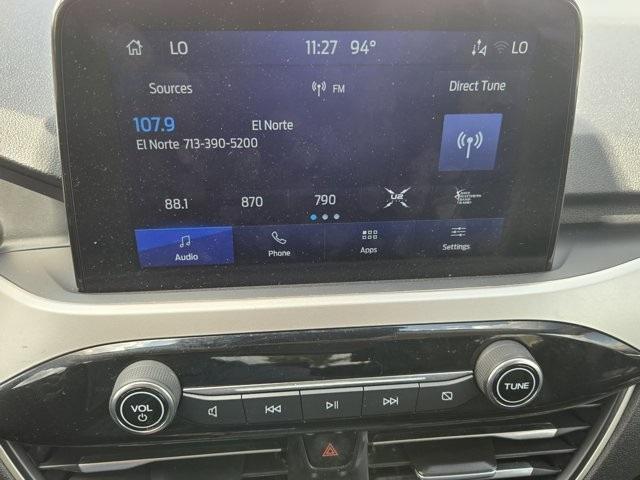 LO 11:27 94° LO
Sources FM Direct Tune
107.9 El Norte
El Norte 713-390-5200
88.1 870 790 U2
Audio Phone Apps Settings
VOL TUNE